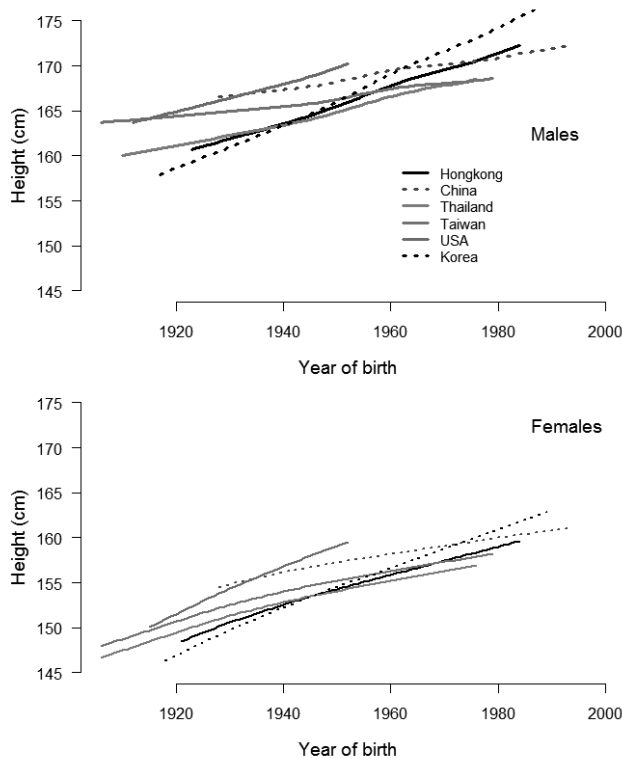 175
170
165
160
155
150
145
Height (cm)
Males
Hongkong
China
Thailand
Taiwan
USA
Korea
1920 1940 1960 1980 2000
Year of birth
175
170
165
160
155
150
145
Height (cm)
Females
1920 1940 1960 1980 2000
Year of birth